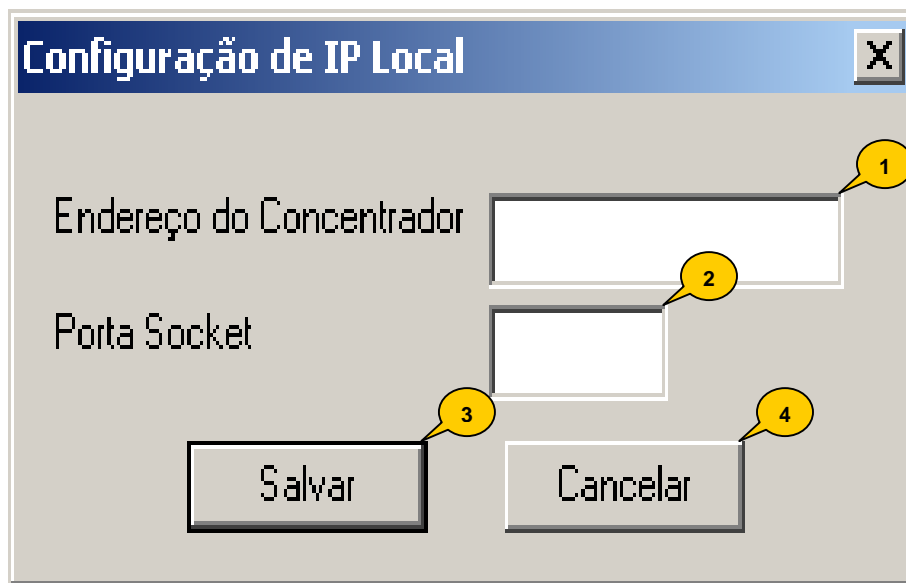 Configuração de IP Local
1
Endereço do Concentrador
2
Porta Socket
3
4
Salvar
Cancelar